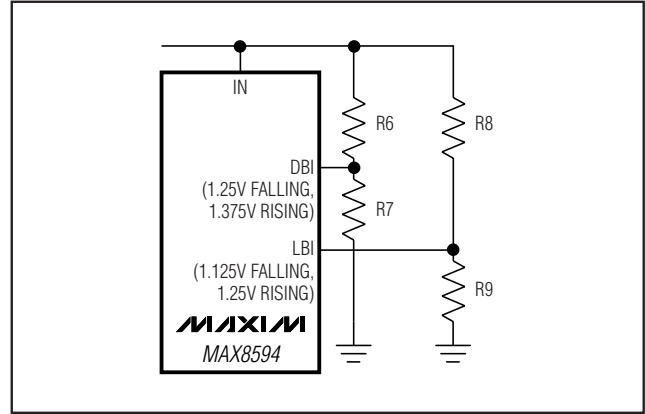 IN
R6
R8
DBI
(1.25V FALLING,
1.375V RISING)
R7
LBI
(1.125V FALLING,
1.25V RISING)
R9
MAXIM
MAX8594